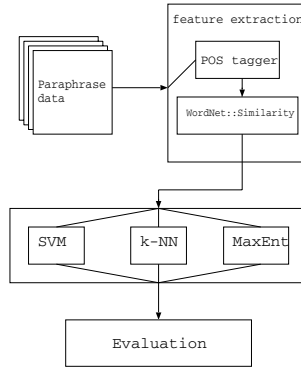 feature extraction
Paraphrase
data
POS tagger
WordNet::Similarity
SVM
k-NN
MaxEnt
Evaluation